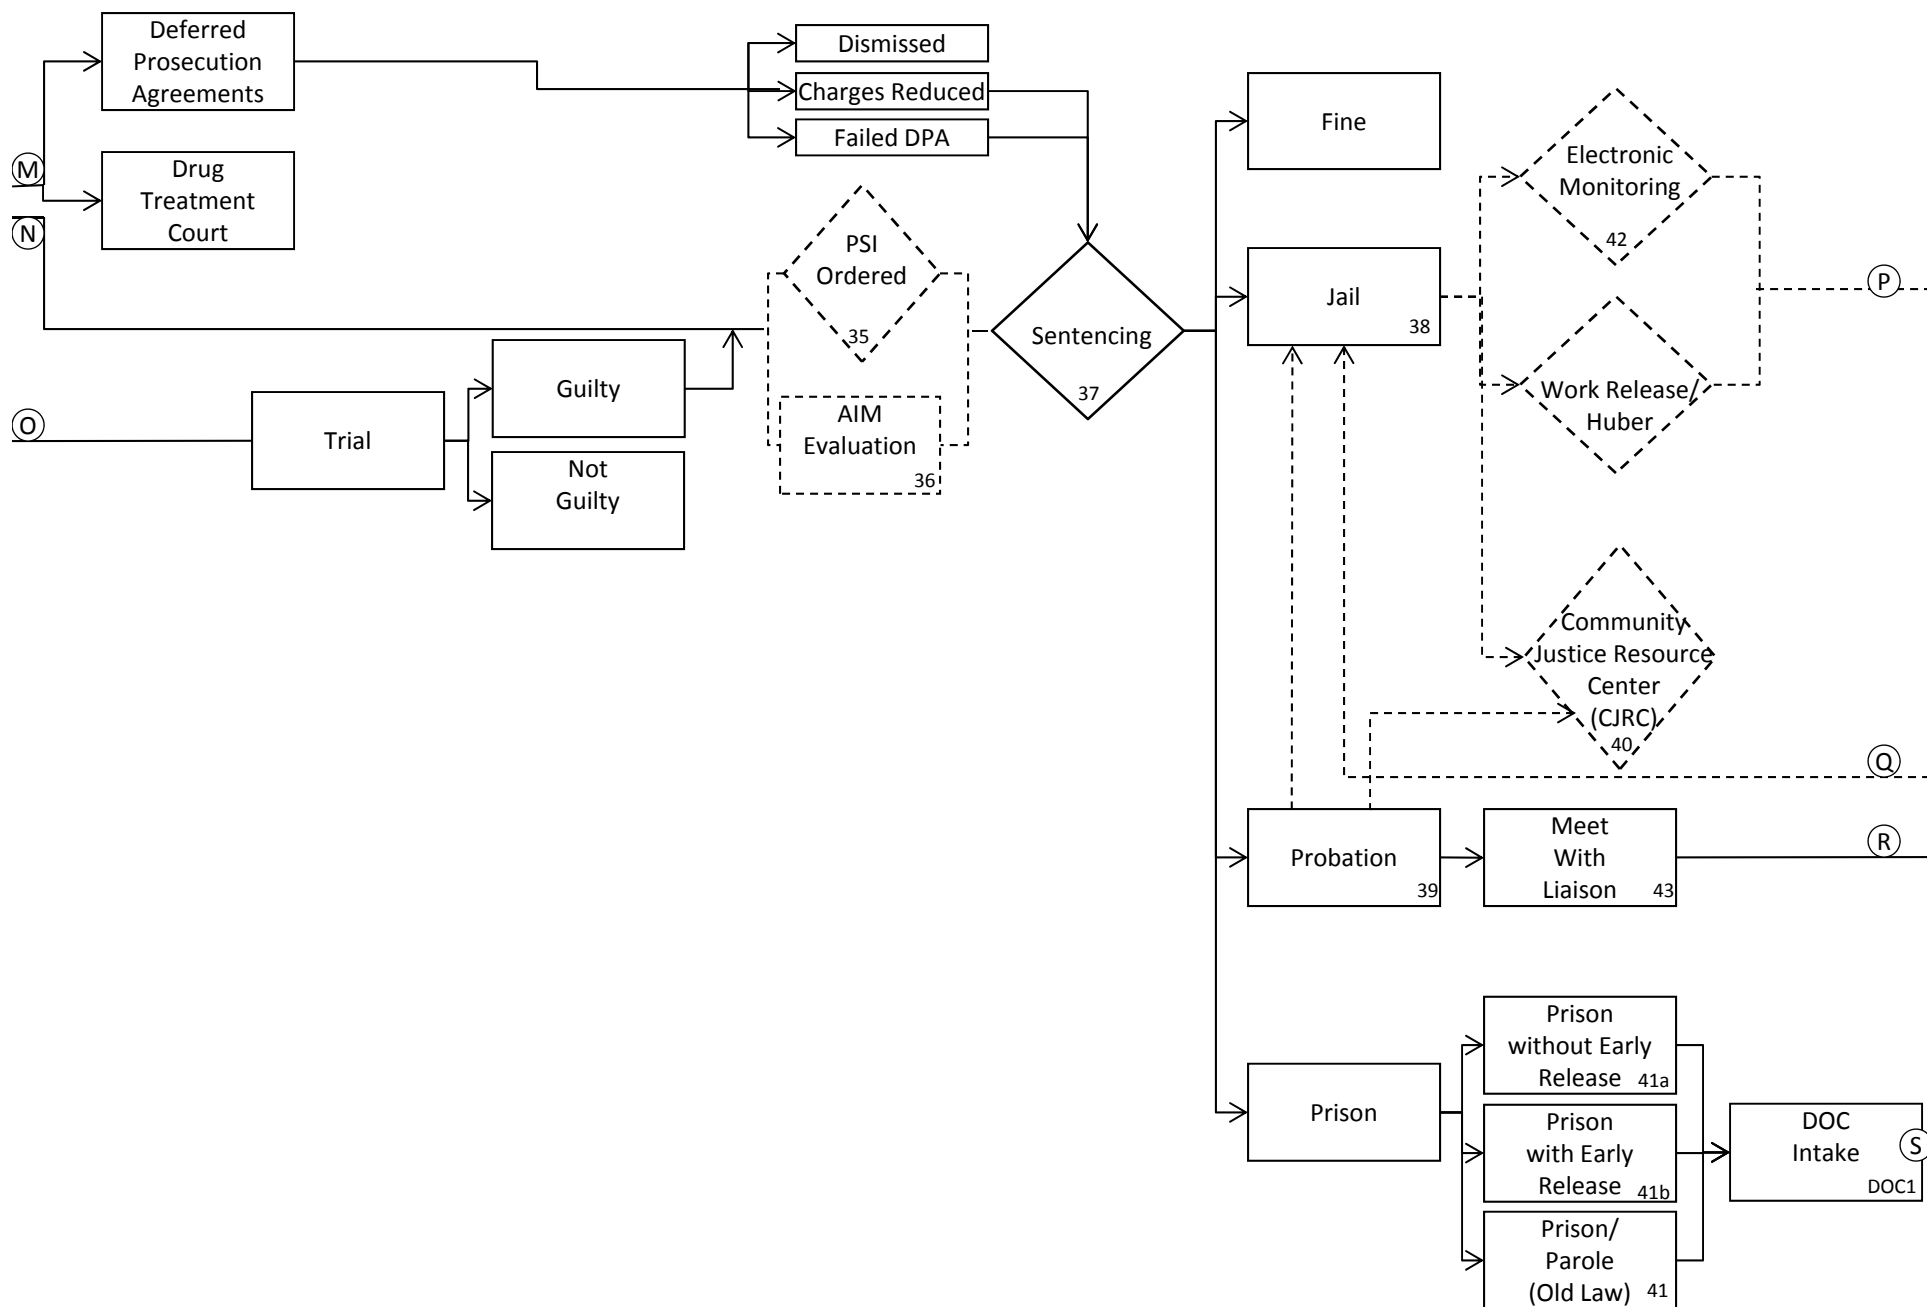 Deferred
Prosecution
Agreements
Drug
Treatment
Court
M
N
O
Dismissed
Charges Reduced
Failed DPA
PSI
Ordered
35
AIM
Evaluation
36
Trial
Guilty
Not
Guilty
Sentencing
37
Fine
Jail
38
Electronic
Monitoring
42
Work Release/
Huber
Community
Justice Resource
Center
(CJRC)
40
P
Q
R
Probation
39
Meet
With
Liaison
43
Prison
Prison
without Early
Release
41a
Prison
with Early
Release
41b
Prison/
Parole
(Old Law)
41
DOC
Intake
DOC1
S